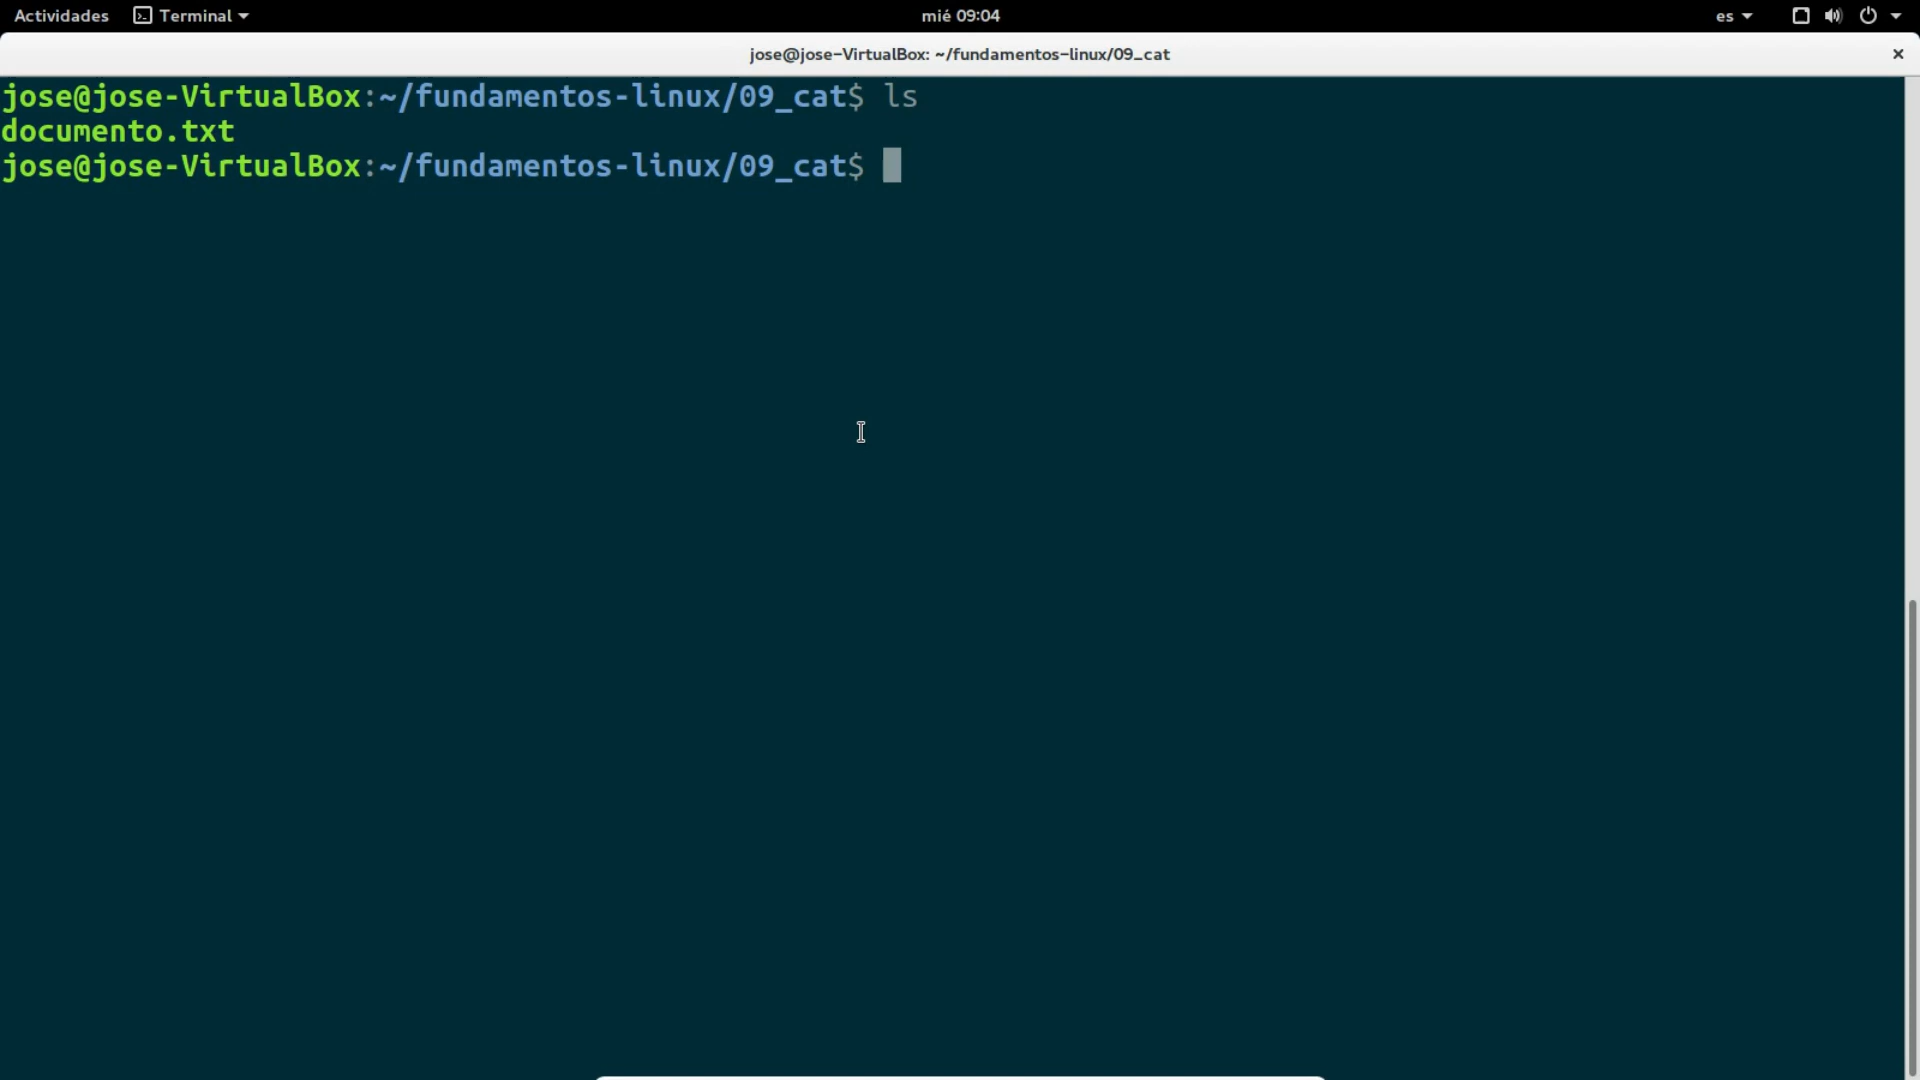 Actividades Terminal mié 09:04 es
jose@jose-VirtualBox: ~/fundamentos-linux/09_cat
jose@jose-VirtualBox:~/fundamentos-linux/09_cat$ ls
documento.txt
jose@jose-VirtualBox:~/fundamentos-linux/09_cat$